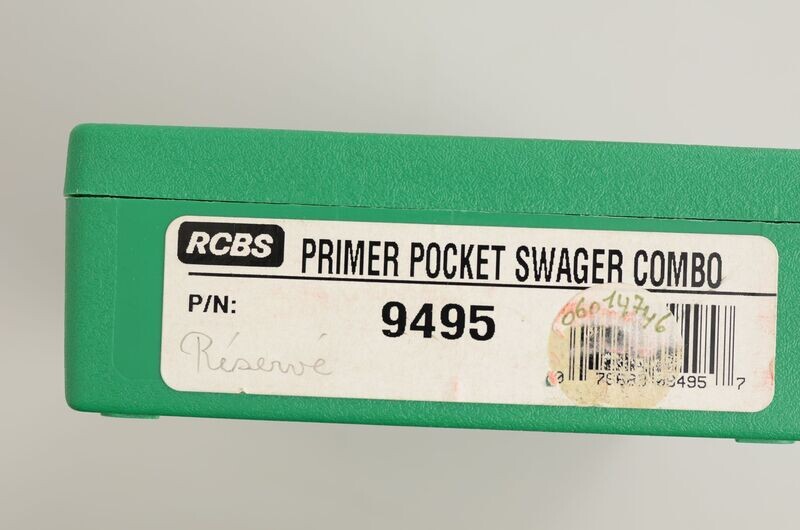 RCBS PRIMER POCKET SWAGER COMBO
P/N: 9495
Réservé
06014746